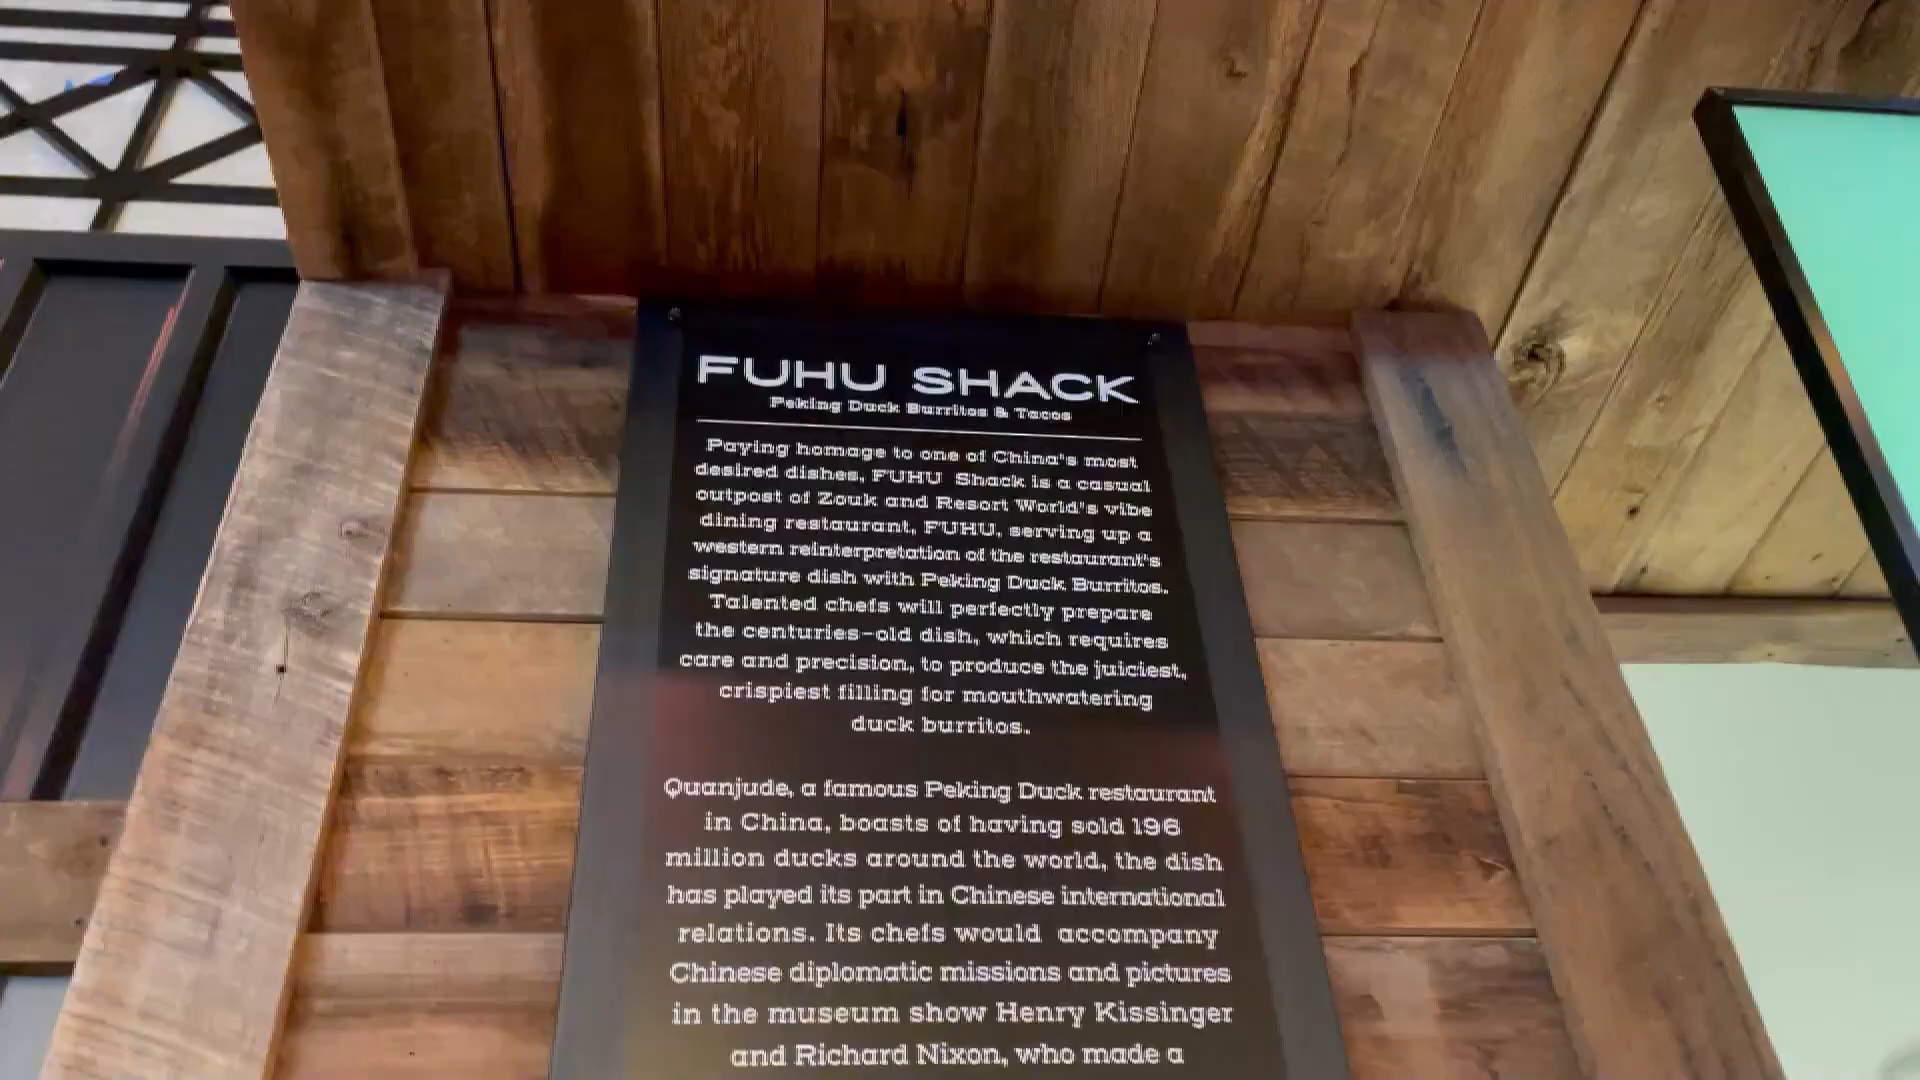 FUHU SHACK
Peking Duck Burritos & Tacos
Paying homage to one of China's most
desired dishes, FUHU Shack is a casual
outpost of Zouk and Resort World's vibe
dining restaurant, FUHU, serving up a
western reinterpretation of the restaurant's
signature dish with Peking Duck Burritos.
Talented chefs will perfectly prepare
the centuries-old dish, which requires
care and precision, to produce the juiciest,
crispiest filling for mouthwatering
duck burritos.
Quanjude, a famous Peking Duck restaurant
in China, boasts of having sold 196
million ducks around the world, the dish
has played its part in Chinese international
relations. Its chefs would accompany
Chinese diplomatic missions and pictures
in the museum show Henry Kissinger
and Richard Nixon, who made a